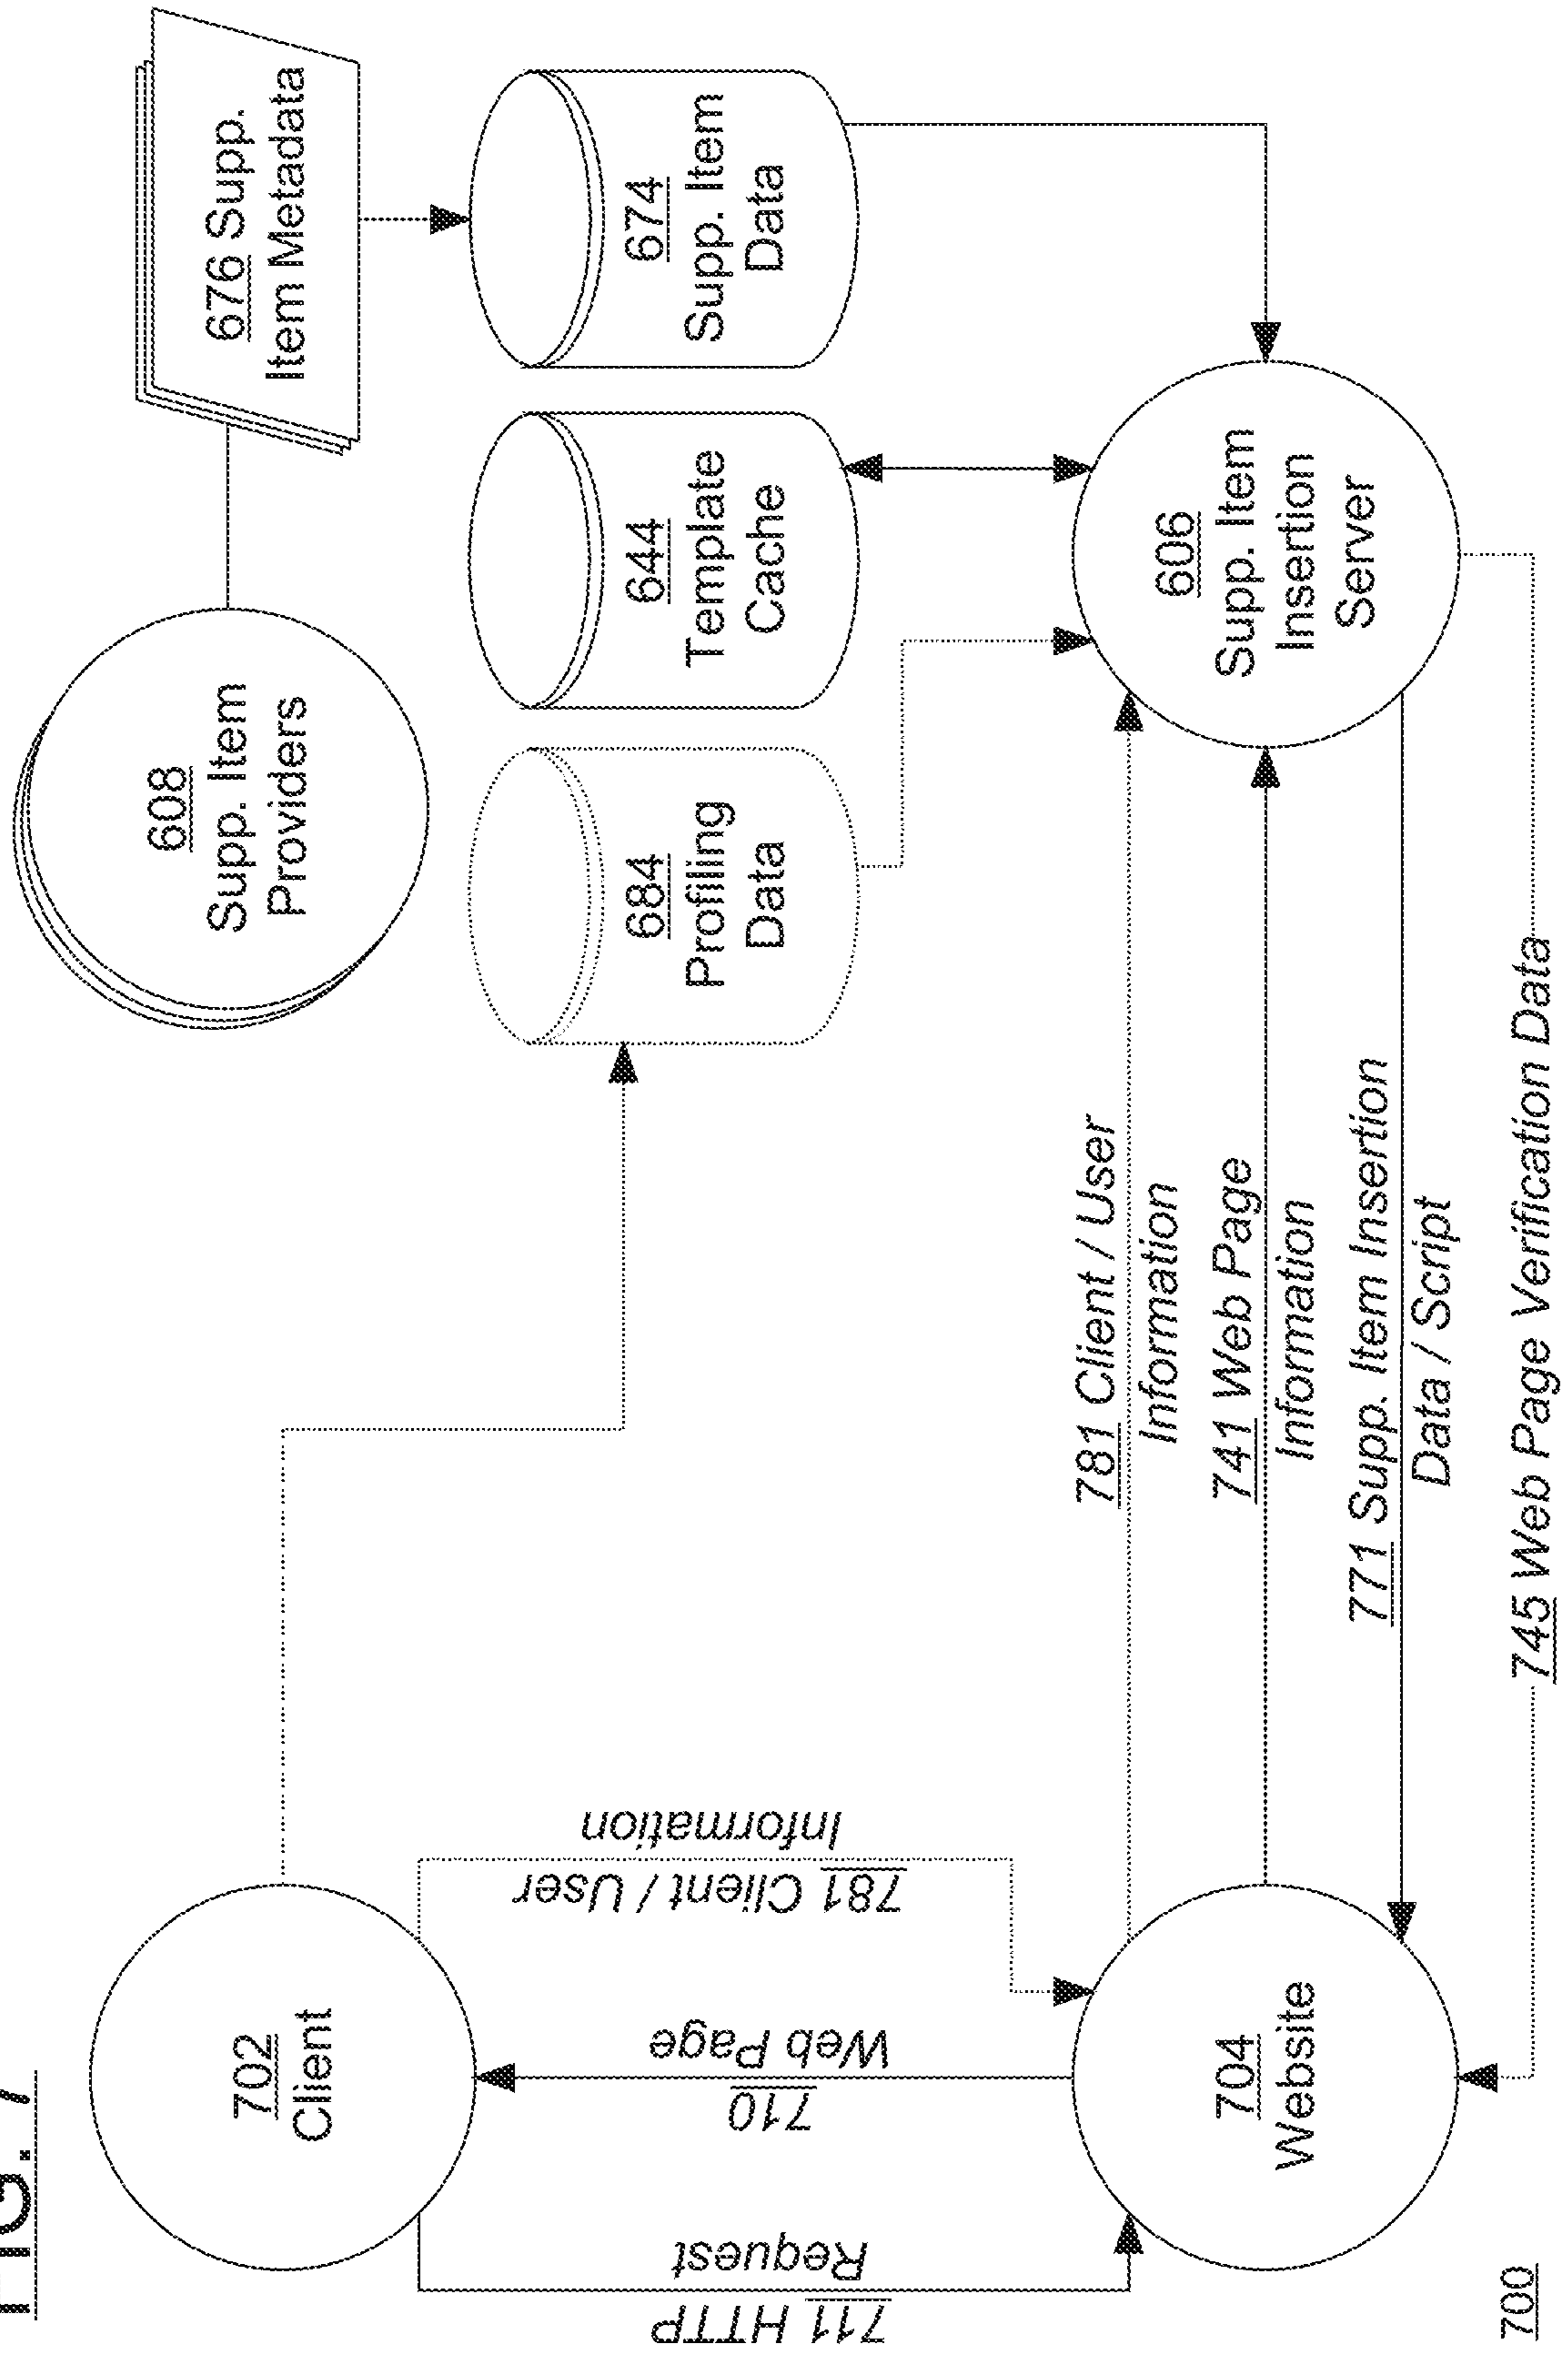 FIG. 7
702
Client
608
Supp. Item
Providers
676 Supp.
Item Metadata
684
Profiling
Data
644
Template
Cache
674
Supp. Item
Data
711 HTTP
Request
710
Web Page
781 Client / User
Information
781 Client / User
Information
741 Web Page
Information
771 Supp. Item Insertion
Data / Script
745 Web Page Verification Data
704
Website
606
Supp. Item
Insertion
Server
700